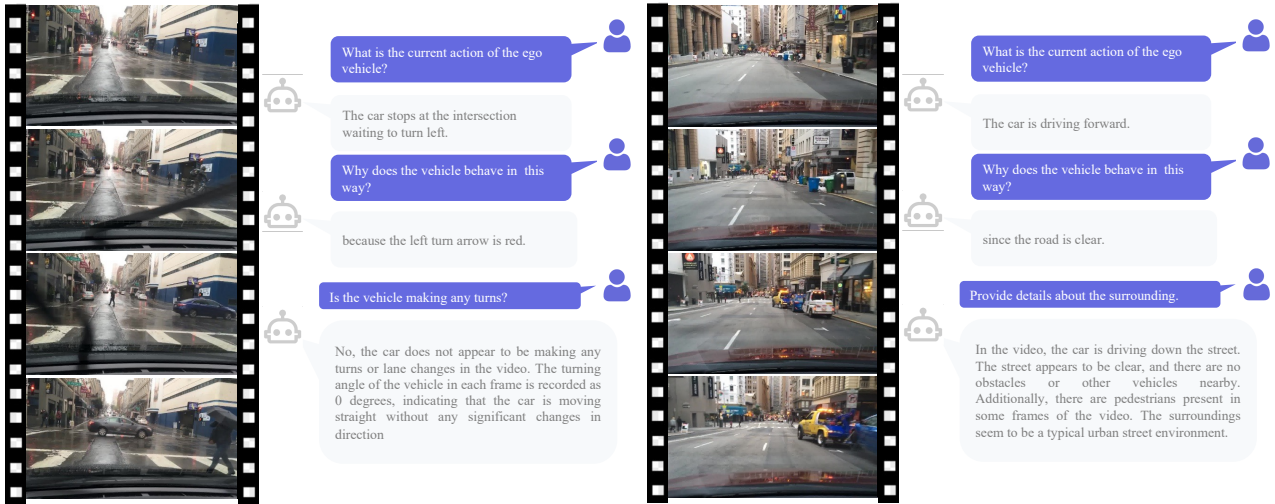 What is the current action of the ego
vehicle?
The car stops at the intersection
waiting to turn left.
Why does the vehicle behave in this
way?
because the left turn arrow is red.
Is the vehicle making any turns?
No, the car does not appear to be making any
turns or lane changes in the video. The turning
angle of the vehicle in each frame is recorded as
0 degrees, indicating that the car is moving
straight without any significant changes in
direction
What is the current action of the ego
vehicle?
The car is driving forward.
Why does the vehicle behave in this
way?
since the road is clear.
Provide details about the surrounding.
In the video, the car is driving down the street.
The street appears to be clear, and there are no
obstacles or other vehicles nearby.
Additionally, there are pedestrians present in
some frames of the video. The surroundings
seem to be a typical urban street environment.